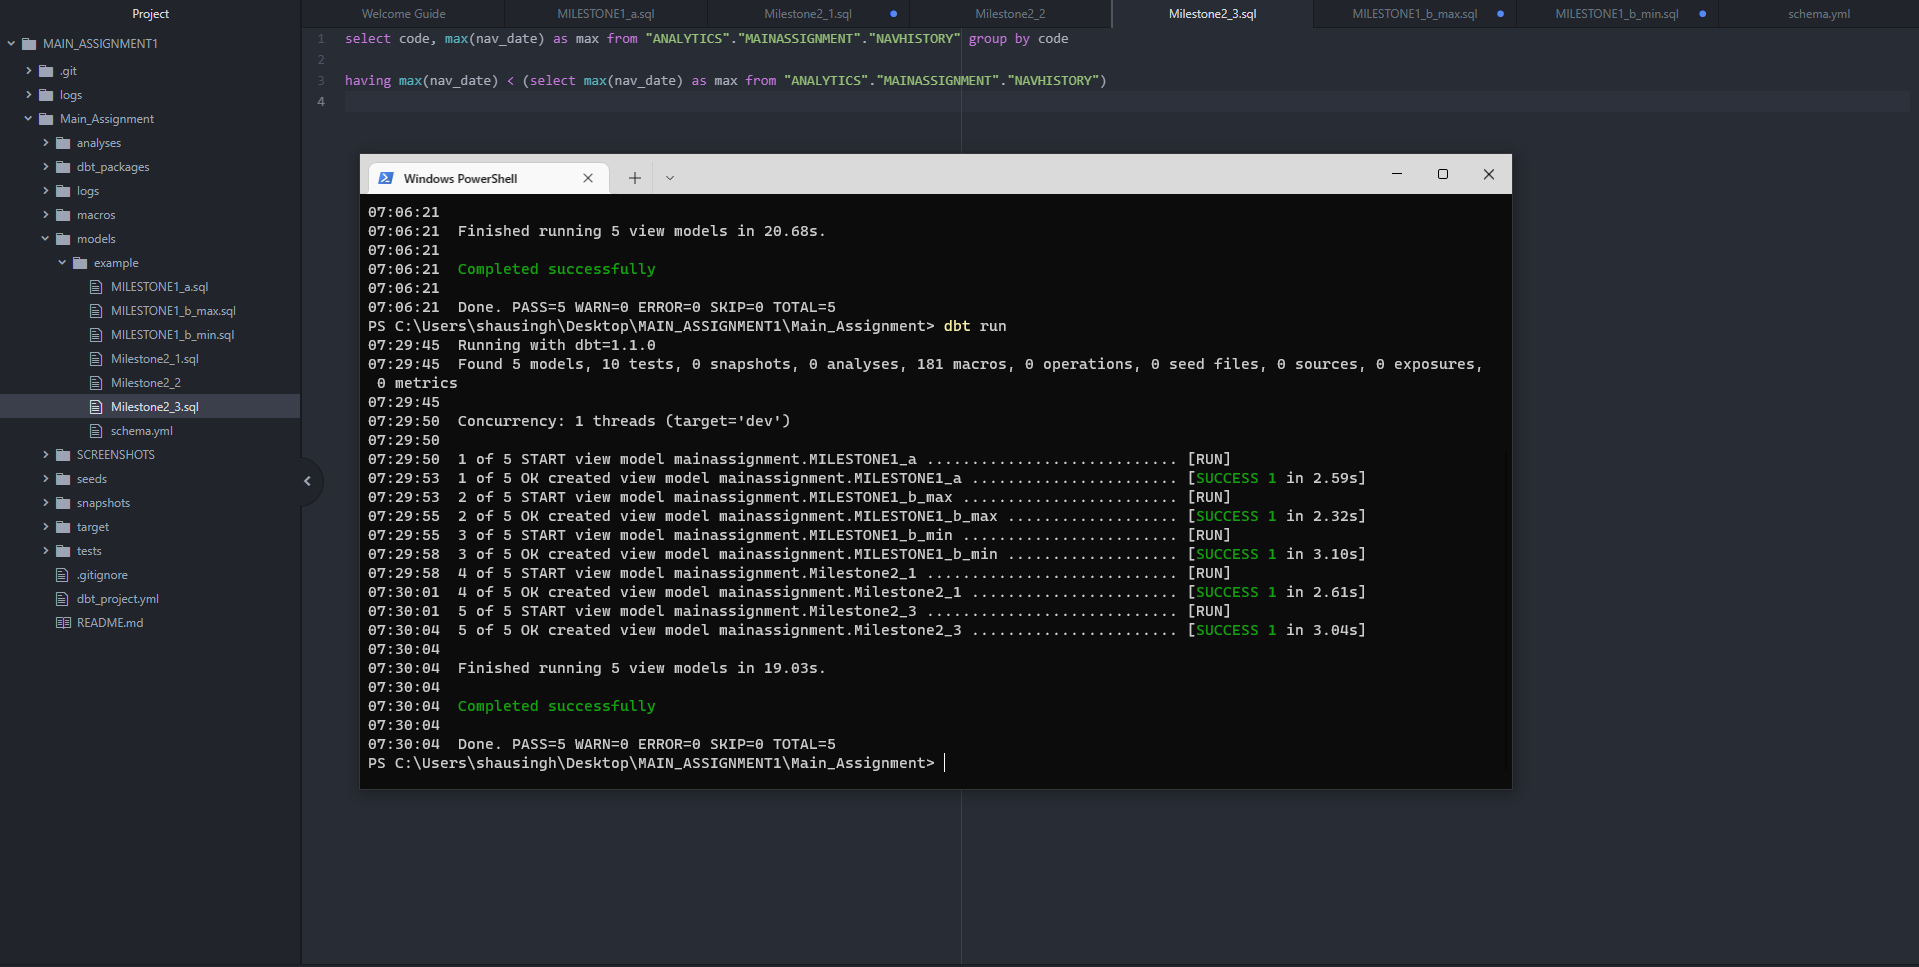 Project
Welcome Guide
MILESTONE1_a.sql
Milestone2_1.sql
Milestone2_2
Milestone2_3.sql
MILESTONE1_b_max.sql
MILESTONE1_b_min.sql
schema.yml
MAIN_ASSIGNMENT1
.git
logs
Main_Assignment
analyses
dbt_packages
logs
macros
models
example
MILESTONE1_a.sql
MILESTONE1_b_max.sql
MILESTONE1_b_min.sql
Milestone2_1.sql
Milestone2_2
Milestone2_3.sql
schema.yml
SCREENSHOTS
seeds
snapshots
target
tests
.gitignore
dbt_project.yml
README.md
1 select code, max(nav_date) as max from "ANALYTICS"."MAINASSIGNMENT"."NAVHISTORY" group by code
2
3 having max(nav_date) < (select max(nav_date) as max from "ANALYTICS"."MAINASSIGNMENT"."NAVHISTORY")
4
Windows PowerShell
07:06:21
07:06:21 Finished running 5 view models in 20.68s.
07:06:21
07:06:21 Completed successfully
07:06:21
07:06:21 Done. PASS=5 WARN=0 ERROR=0 SKIP=0 TOTAL=5
PS C:\Users\shausingh\Desktop\MAIN_ASSIGNMENT1\Main_Assignment> dbt run
07:29:45 Running with dbt=1.1.0
07:29:45 Found 5 models, 10 tests, 0 snapshots, 0 analyses, 181 macros, 0 operations, 0 seed files, 0 sources, 0 exposures,
0 metrics
07:29:45
07:29:50 Concurrency: 1 threads (target='dev')
07:29:50
07:29:50 1 of 5 START view model mainassignment.MILESTONE1_a ............................ [RUN]
07:29:53 1 of 5 OK created view model mainassignment.MILESTONE1_a ....................... [SUCCESS 1 in 2.59s]
07:29:53 2 of 5 START view model mainassignment.MILESTONE1_b_max ........................ [RUN]
07:29:55 2 of 5 OK created view model mainassignment.MILESTONE1_b_max ................... [SUCCESS 1 in 2.32s]
07:29:55 3 of 5 START view model mainassignment.MILESTONE1_b_min ........................ [RUN]
07:29:58 3 of 5 OK created view model mainassignment.MILESTONE1_b_min ................... [SUCCESS 1 in 3.10s]
07:29:58 4 of 5 START view model mainassignment.Milestone2_1 ............................ [RUN]
07:30:01 4 of 5 OK created view model mainassignment.Milestone2_1 ....................... [SUCCESS 1 in 2.61s]
07:30:01 5 of 5 START view model mainassignment.Milestone2_3 ............................ [RUN]
07:30:04 5 of 5 OK created view model mainassignment.Milestone2_3 ....................... [SUCCESS 1 in 3.04s]
07:30:04
07:30:04 Finished running 5 view models in 19.03s.
07:30:04
07:30:04 Completed successfully
07:30:04
07:30:04 Done. PASS=5 WARN=0 ERROR=0 SKIP=0 TOTAL=5
PS C:\Users\shausingh\Desktop\MAIN_ASSIGNMENT1\Main_Assignment>